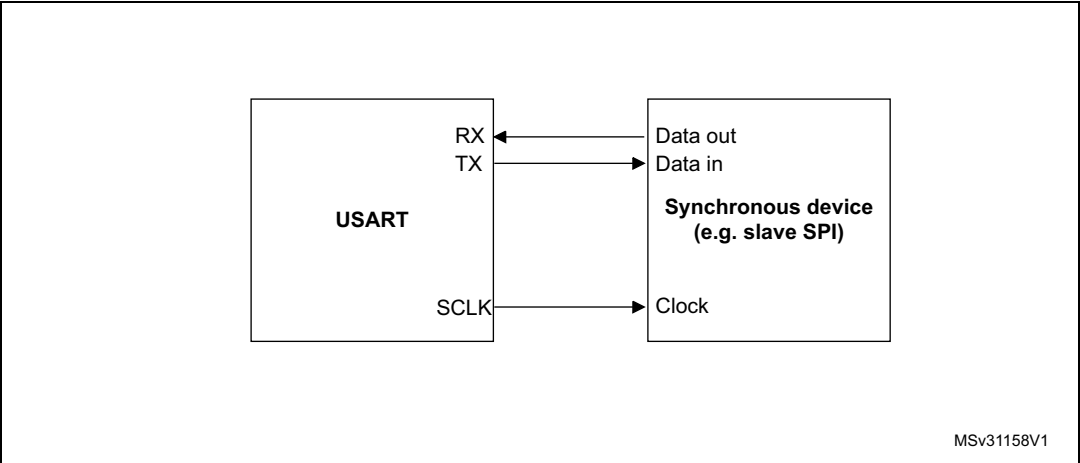 RX
Data out
TX
Data in
USART
Synchronous device
(e.g. slave SPI)
SCLK
Clock
MSv31158V1